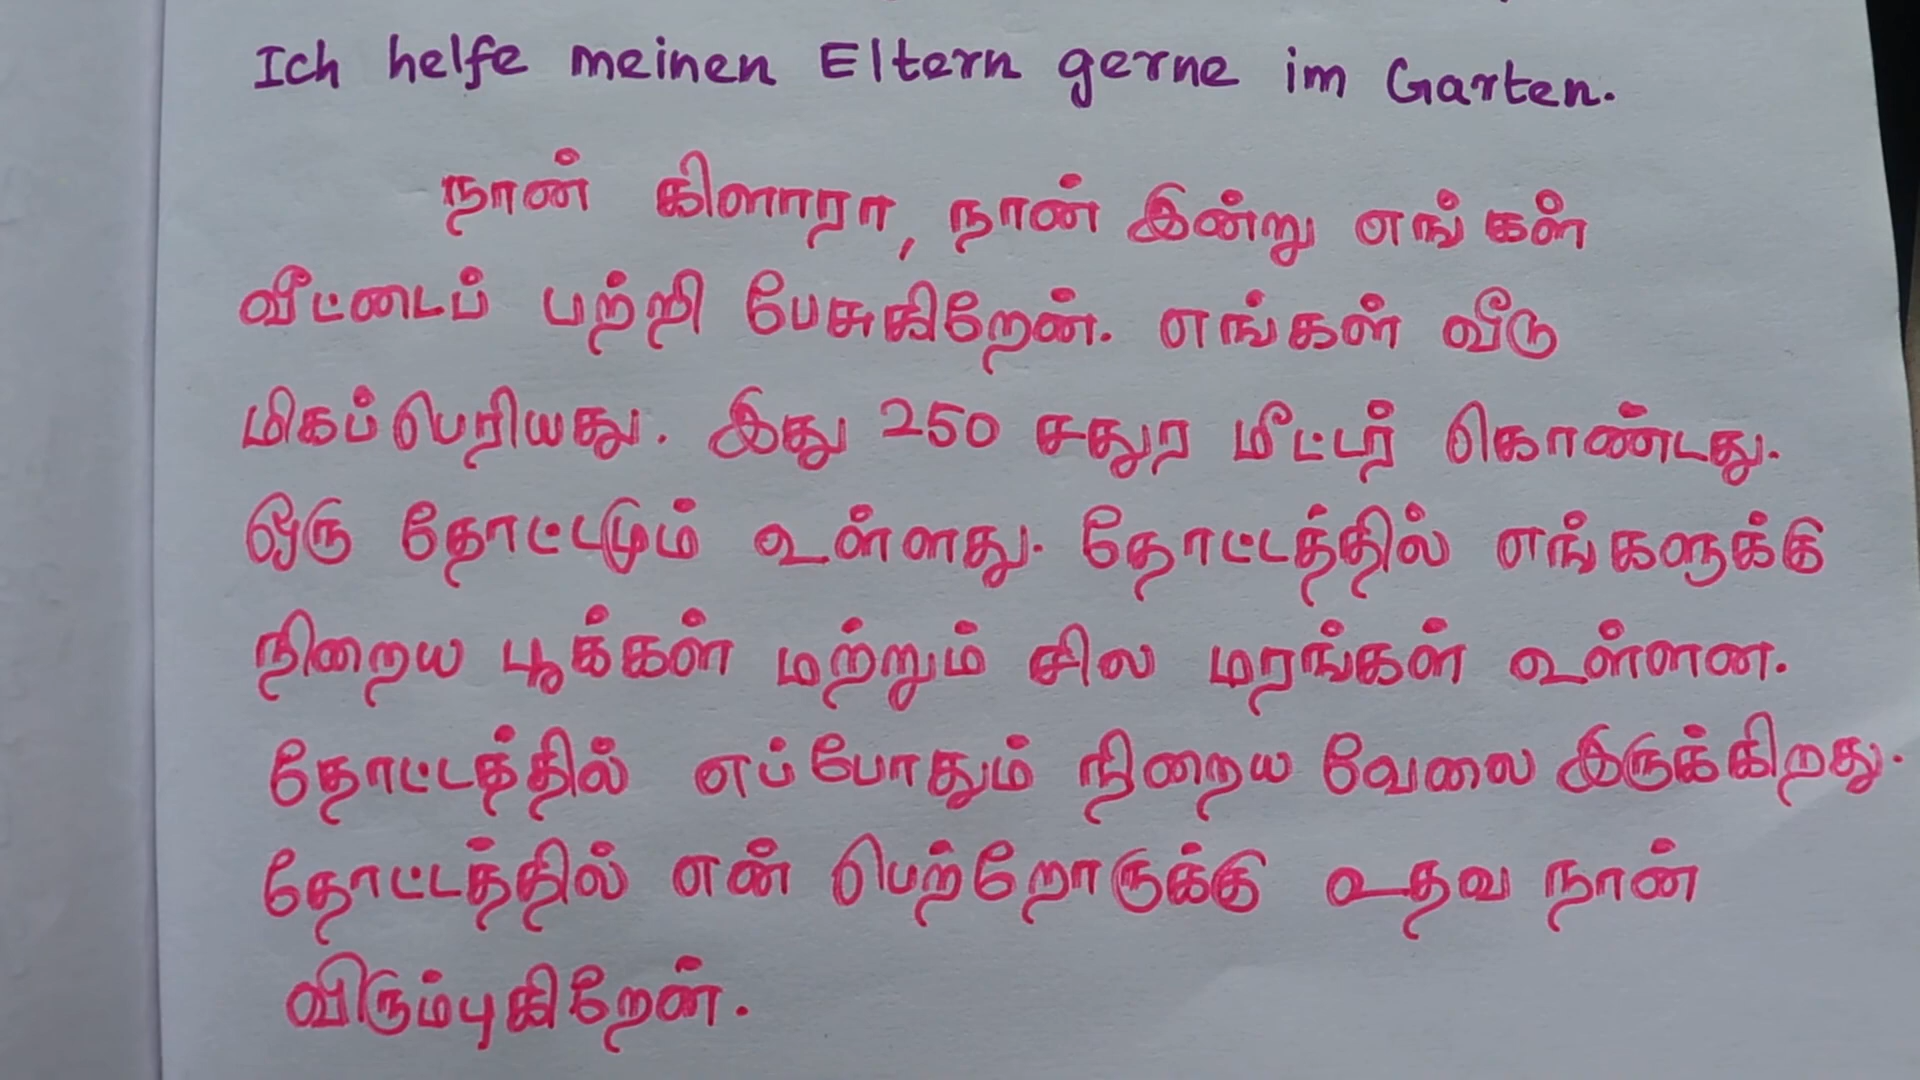 Ich helfe meinen Eltern gerne im Garten.
நான் கிளாரா, நான் இன்று எங்கள்
வீட்டைப் பற்றி பேசுகிறேன். எங்கள் வீடு
மிகப்பெரியது. இது 250 சதுர மீட்டர் கொண்டது.
ஒரு தோட்டமும் உள்ளது. தோட்டத்தில் எங்களுக்கு
நிறைய பூக்கள் மற்றும் சில மரங்கள் உள்ளன.
தோட்டத்தில் எப்போதும் நிறைய வேலை இருக்கிறது.
தோட்டத்தில் என் பெற்றோருக்கு உதவ நான்
விரும்புகிறேன்.